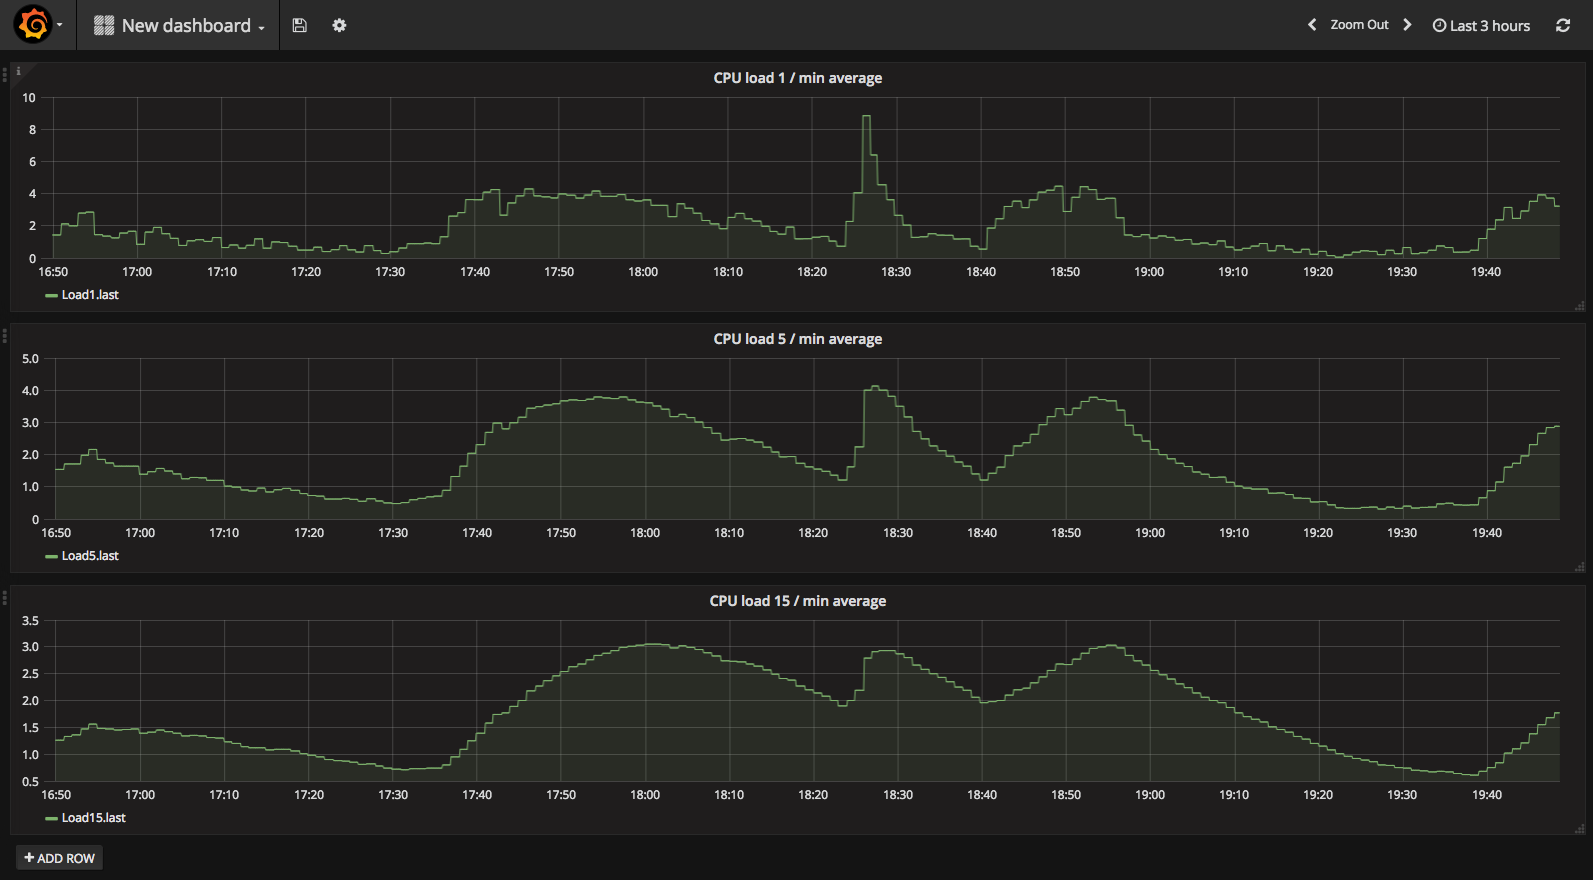 New dashboard
Zoom Out
Last 3 hours
i
CPU load 1 / min average
10
8
6
4
2
0
16:50 17:00 17:10 17:20 17:30 17:40 17:50 18:00 18:10 18:20 18:30 18:40 18:50 19:00 19:10 19:20 19:30 19:40
Load1.last
CPU load 5 / min average
5.0
4.0
3.0
2.0
1.0
0
16:50 17:00 17:10 17:20 17:30 17:40 17:50 18:00 18:10 18:20 18:30 18:40 18:50 19:00 19:10 19:20 19:30 19:40
Load5.last
CPU load 15 / min average
3.5
3.0
2.5
2.0
1.5
1.0
0.5
16:50 17:00 17:10 17:20 17:30 17:40 17:50 18:00 18:10 18:20 18:30 18:40 18:50 19:00 19:10 19:20 19:30 19:40
Load15.last
+ ADD ROW